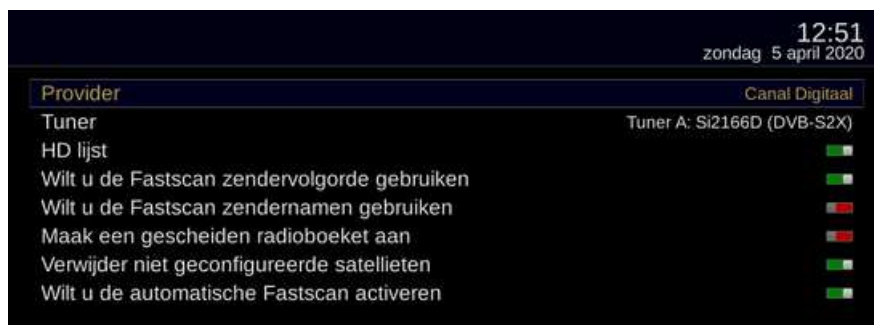 12:51
zondag 5 april 2020
Provider Canal Digitaal
Tuner Tuner A: Si2166D (DVB-S2X)
HD lijst
Wilt u de Fastscan zendervolgorde gebruiken
Wilt u de Fastscan zendernamen gebruiken
Maak een gescheiden radioboeket aan
Verwijder niet geconfigureerde satellieten
Wilt u de automatische Fastscan activeren